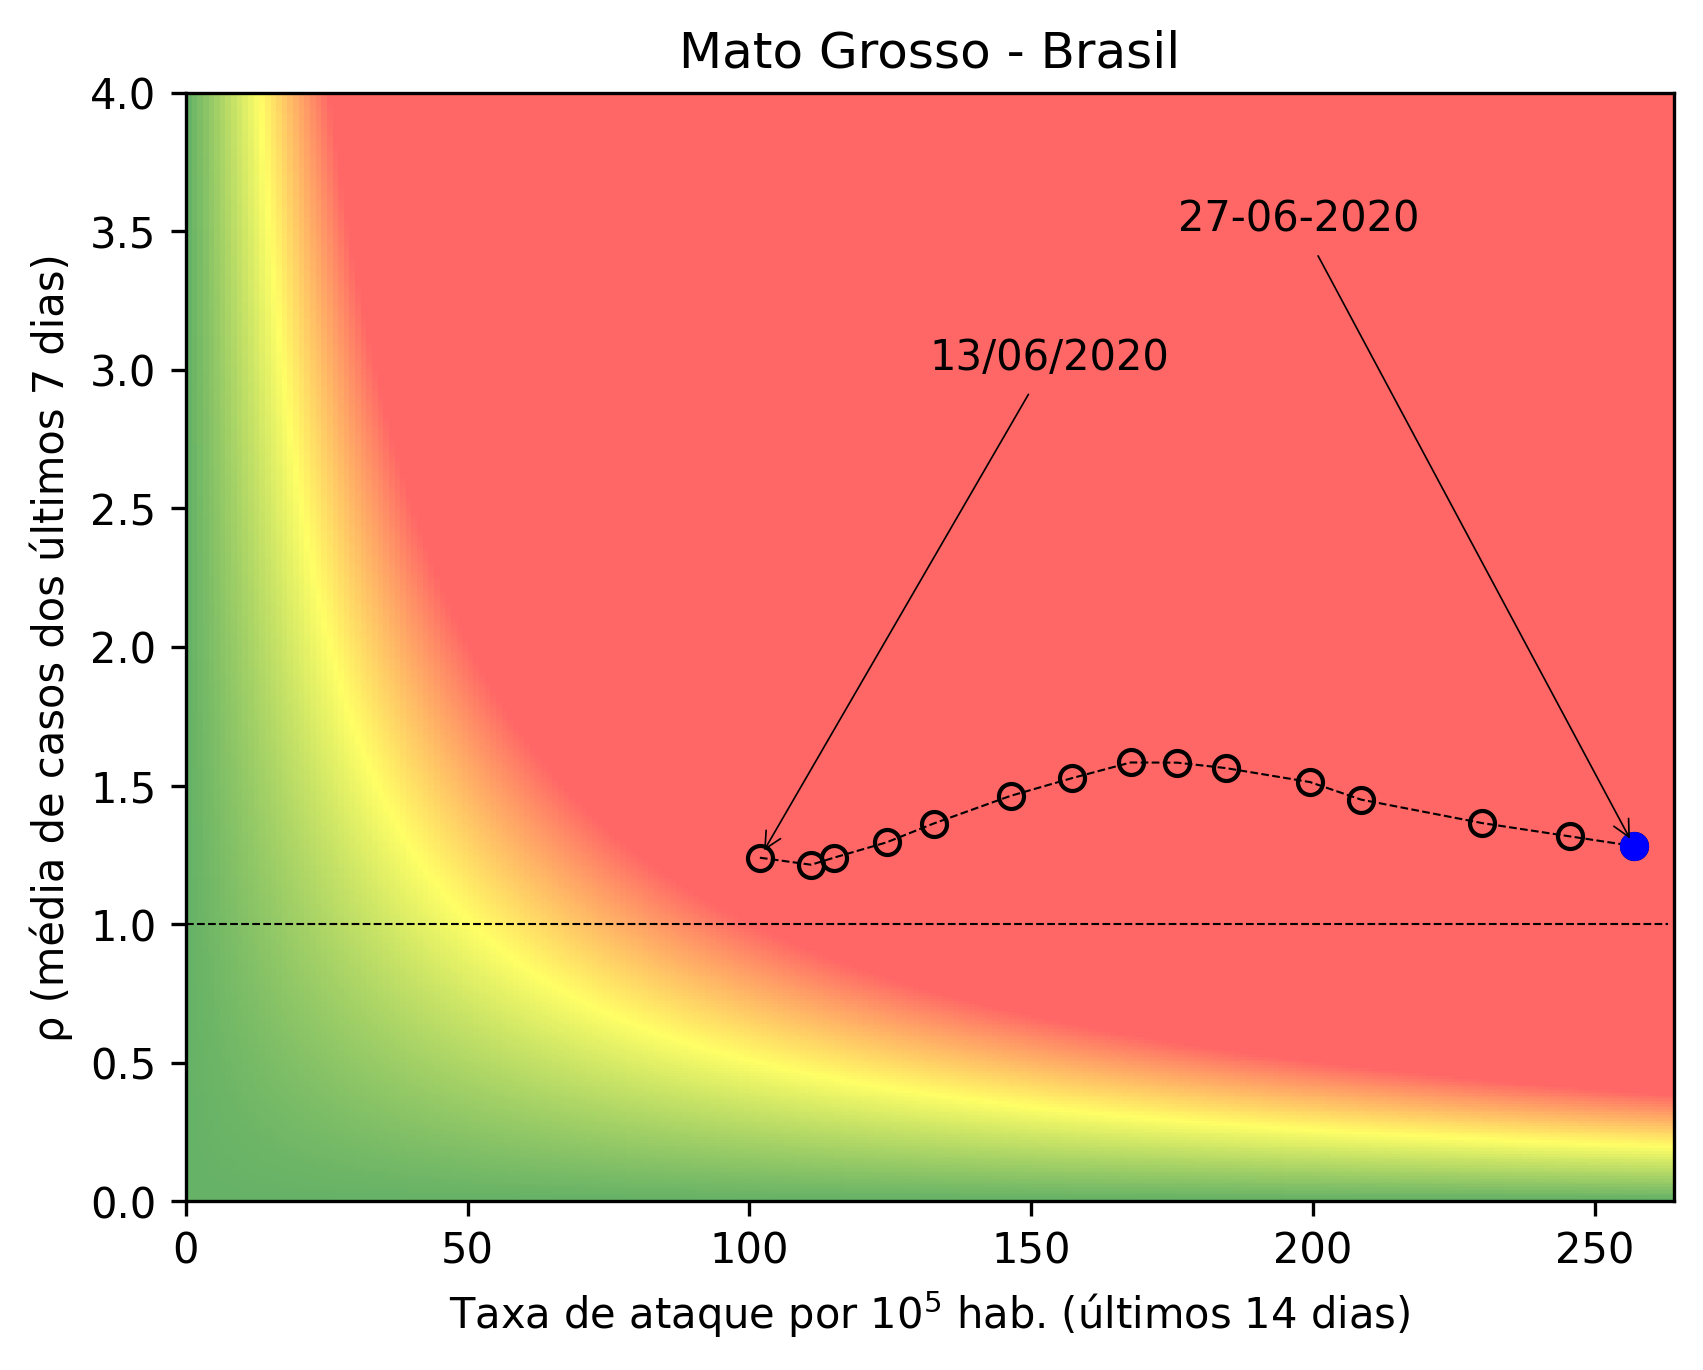 Mato Grosso - Brasil
4.0
3.5
3.0
2.5
2.0
1.5
1.0
0.5
0.0
ρ (média de casos dos últimos 7 dias)
27-06-2020
13/06/2020
0 50 100 150 200 250
Taxa de ataque por 10⁵ hab. (últimos 14 dias)